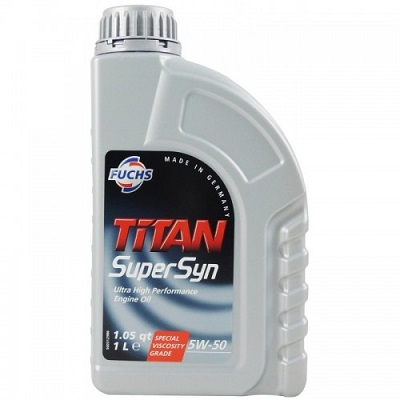 MADE IN GERMANY
FUCHS
TITAN
SuperSyn
Ultra High Performance
Engine Oil
1.05 qt
1 L e
SPECIAL
VISCOSITY
GRADE
5W-50